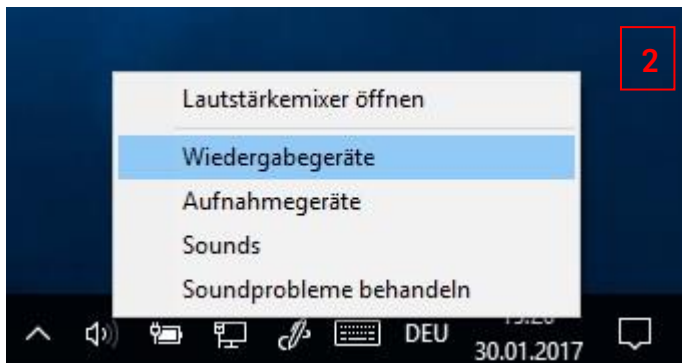 2
Lautstärkemixer öffnen
Wiedergabegeräte
Aufnahmegeräte
Sounds
Soundprobleme behandeln
DEU
30.01.2017